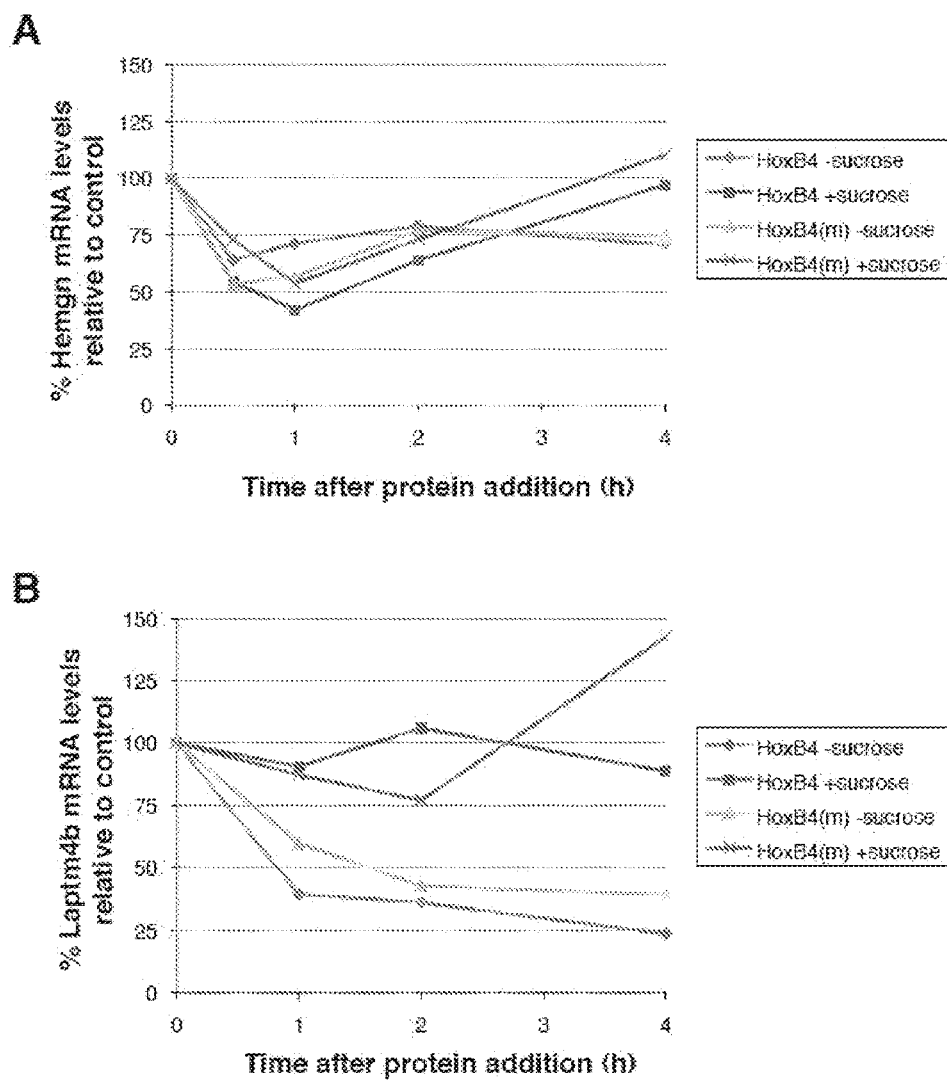 A
% Hemgn mRNA levels
relative to control
150
125
100
75
50
25
0
0 1 2 3 4
Time after protein addition (h)
HoxB4 -sucrose
HoxB4 +sucrose
HoxB4(m) -sucrose
HoxB4(m) +sucrose
B
% Laptm4b mRNA levels
relative to control
150
125
100
75
50
25
0
0 1 2 3 4
Time after protein addition (h)
HoxB4 -sucrose
HoxB4 +sucrose
HoxB4(m) -sucrose
HoxB4(m) +sucrose